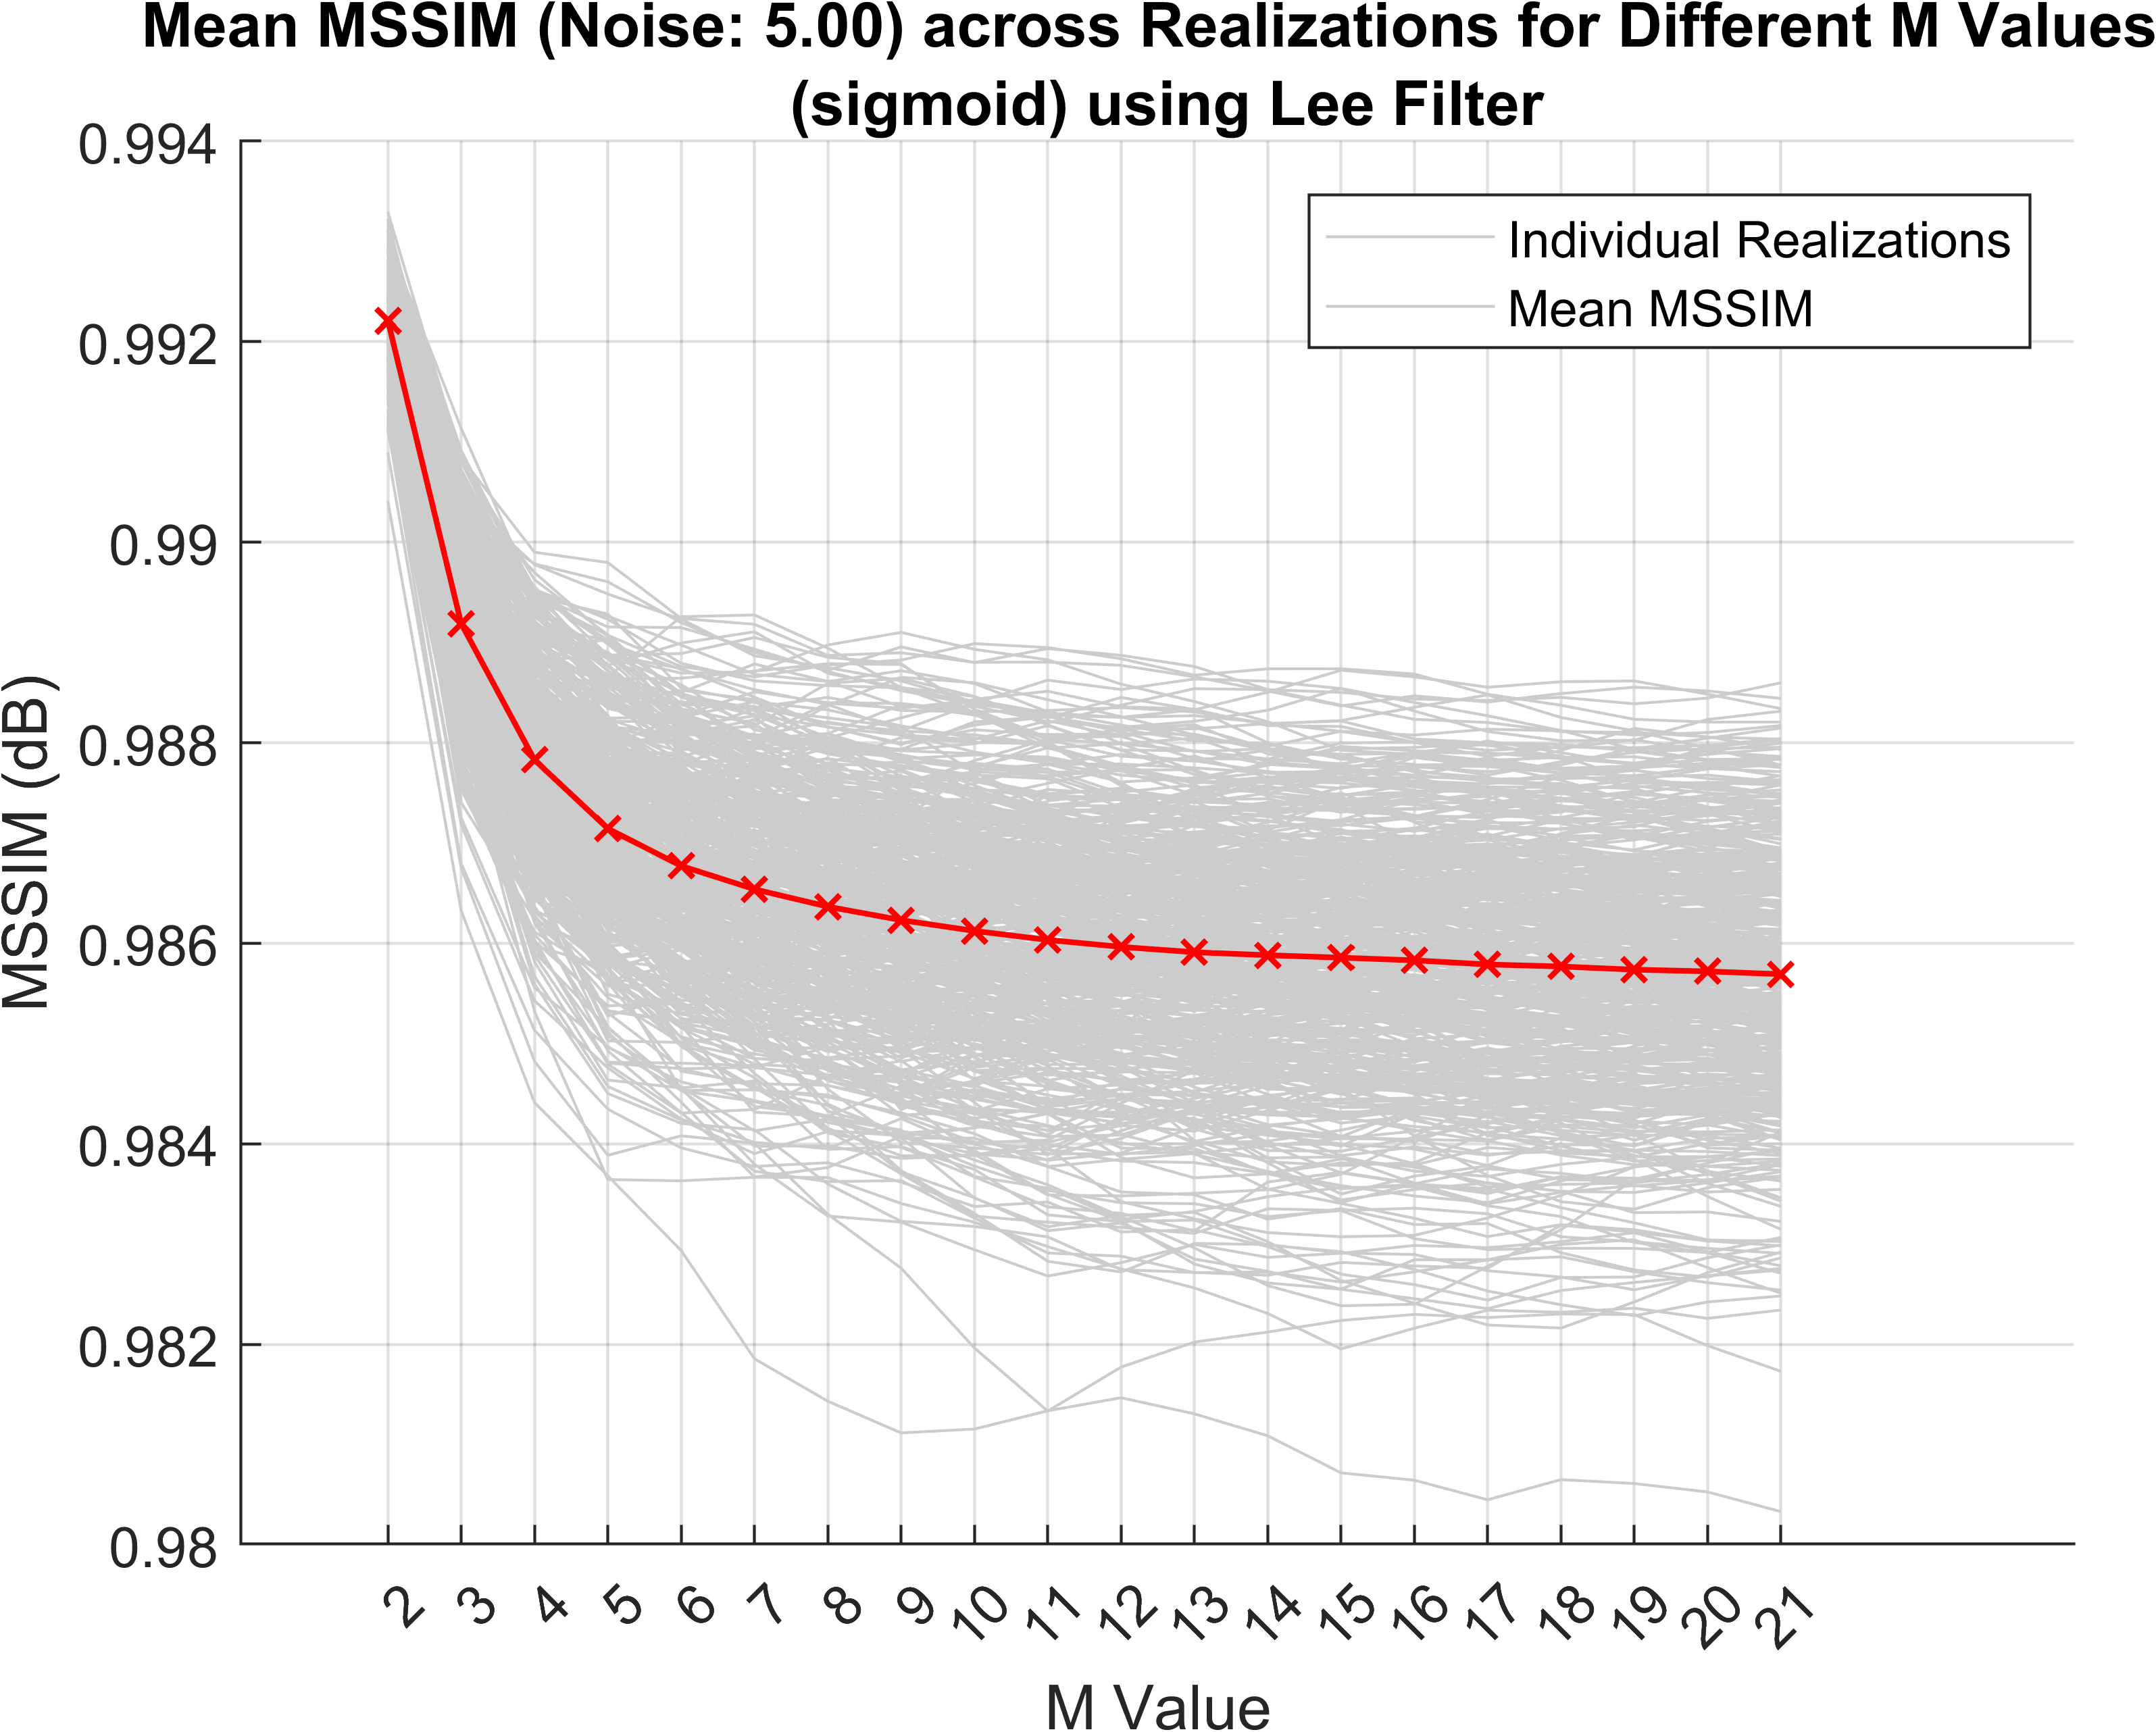 Mean MSSIM (Noise: 5.00) across Realizations for Different M Values
(sigmoid) using Lee Filter
0.994
0.992
0.99
0.988
0.986
0.984
0.982
0.98
MSSIM (dB)
Individual Realizations
Mean MSSIM
2 3 4 5 6 7 8 9 10 11 12 13 14 15 16 17 18 19 20 21
M Value